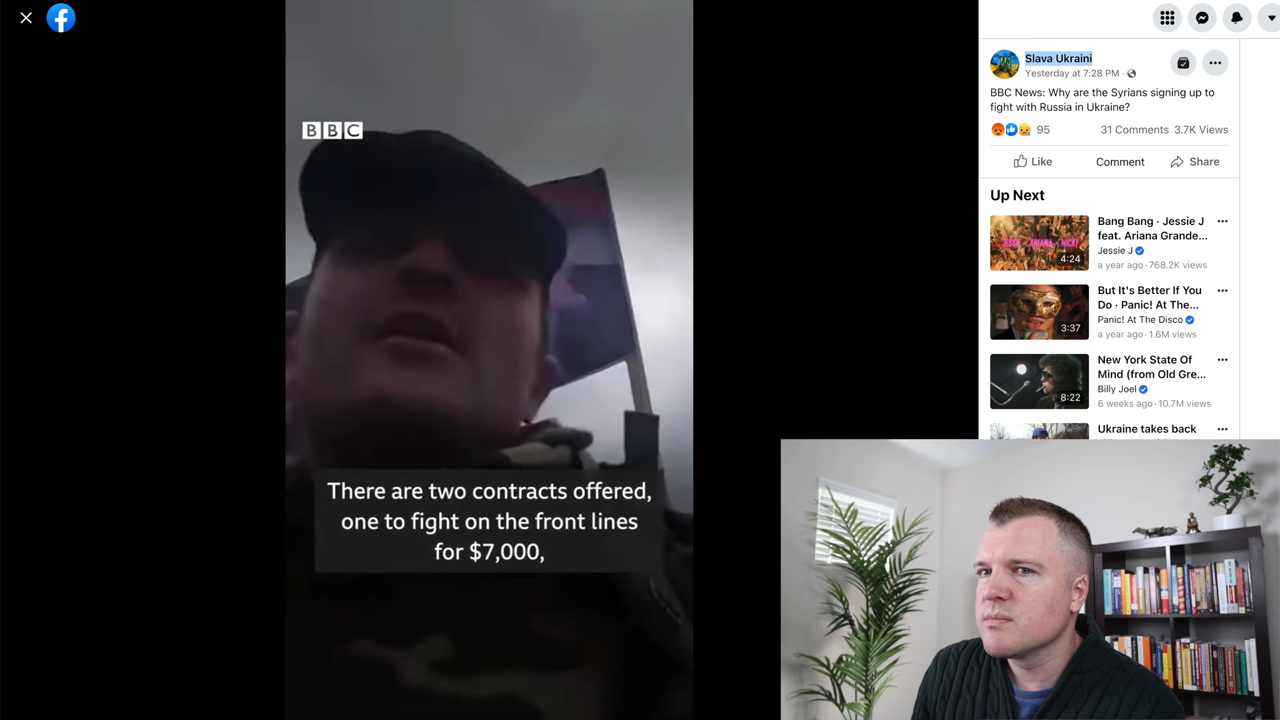 BBC
There are two contracts offered,
one to fight on the front lines
for $7,000,
Slava Ukraini
Yesterday at 7:28 PM ·
BBC News: Why are the Syrians signing up to
fight with Russia in Ukraine?
95
31 Comments 3.7K Views
Like Comment Share
Up Next
JESSIE ARIANA NICKI
4:24
Bang Bang · Jessie J
feat. Ariana Grande...
Jessie J
a year ago · 768.2K views
3:37
But It's Better If You
Do · Panic! At The...
Panic! At The Disco
a year ago · 1.6M views
8:22
New York State Of
Mind (from Old Gre...
Billy Joel
6 weeks ago · 10.7M views
Ukraine takes back